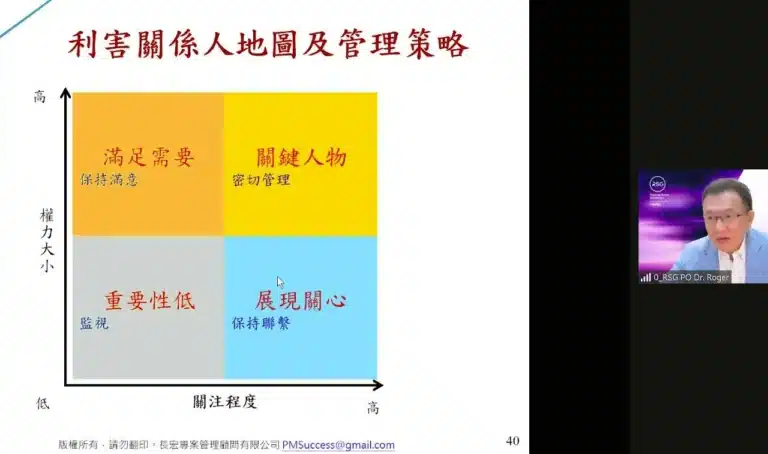 利害關係人地圖及管理策略
高
滿足需要
保持滿意
關鍵人物
密切管理
權力大小
重要性低
監視
展現關心
保持聯繫
低
關注程度
高
版權所有，請勿翻印。長宏專案管理顧問有限公司 PMSuccess@gmail.com
40
RSG
0_RSG PO Dr. Roger